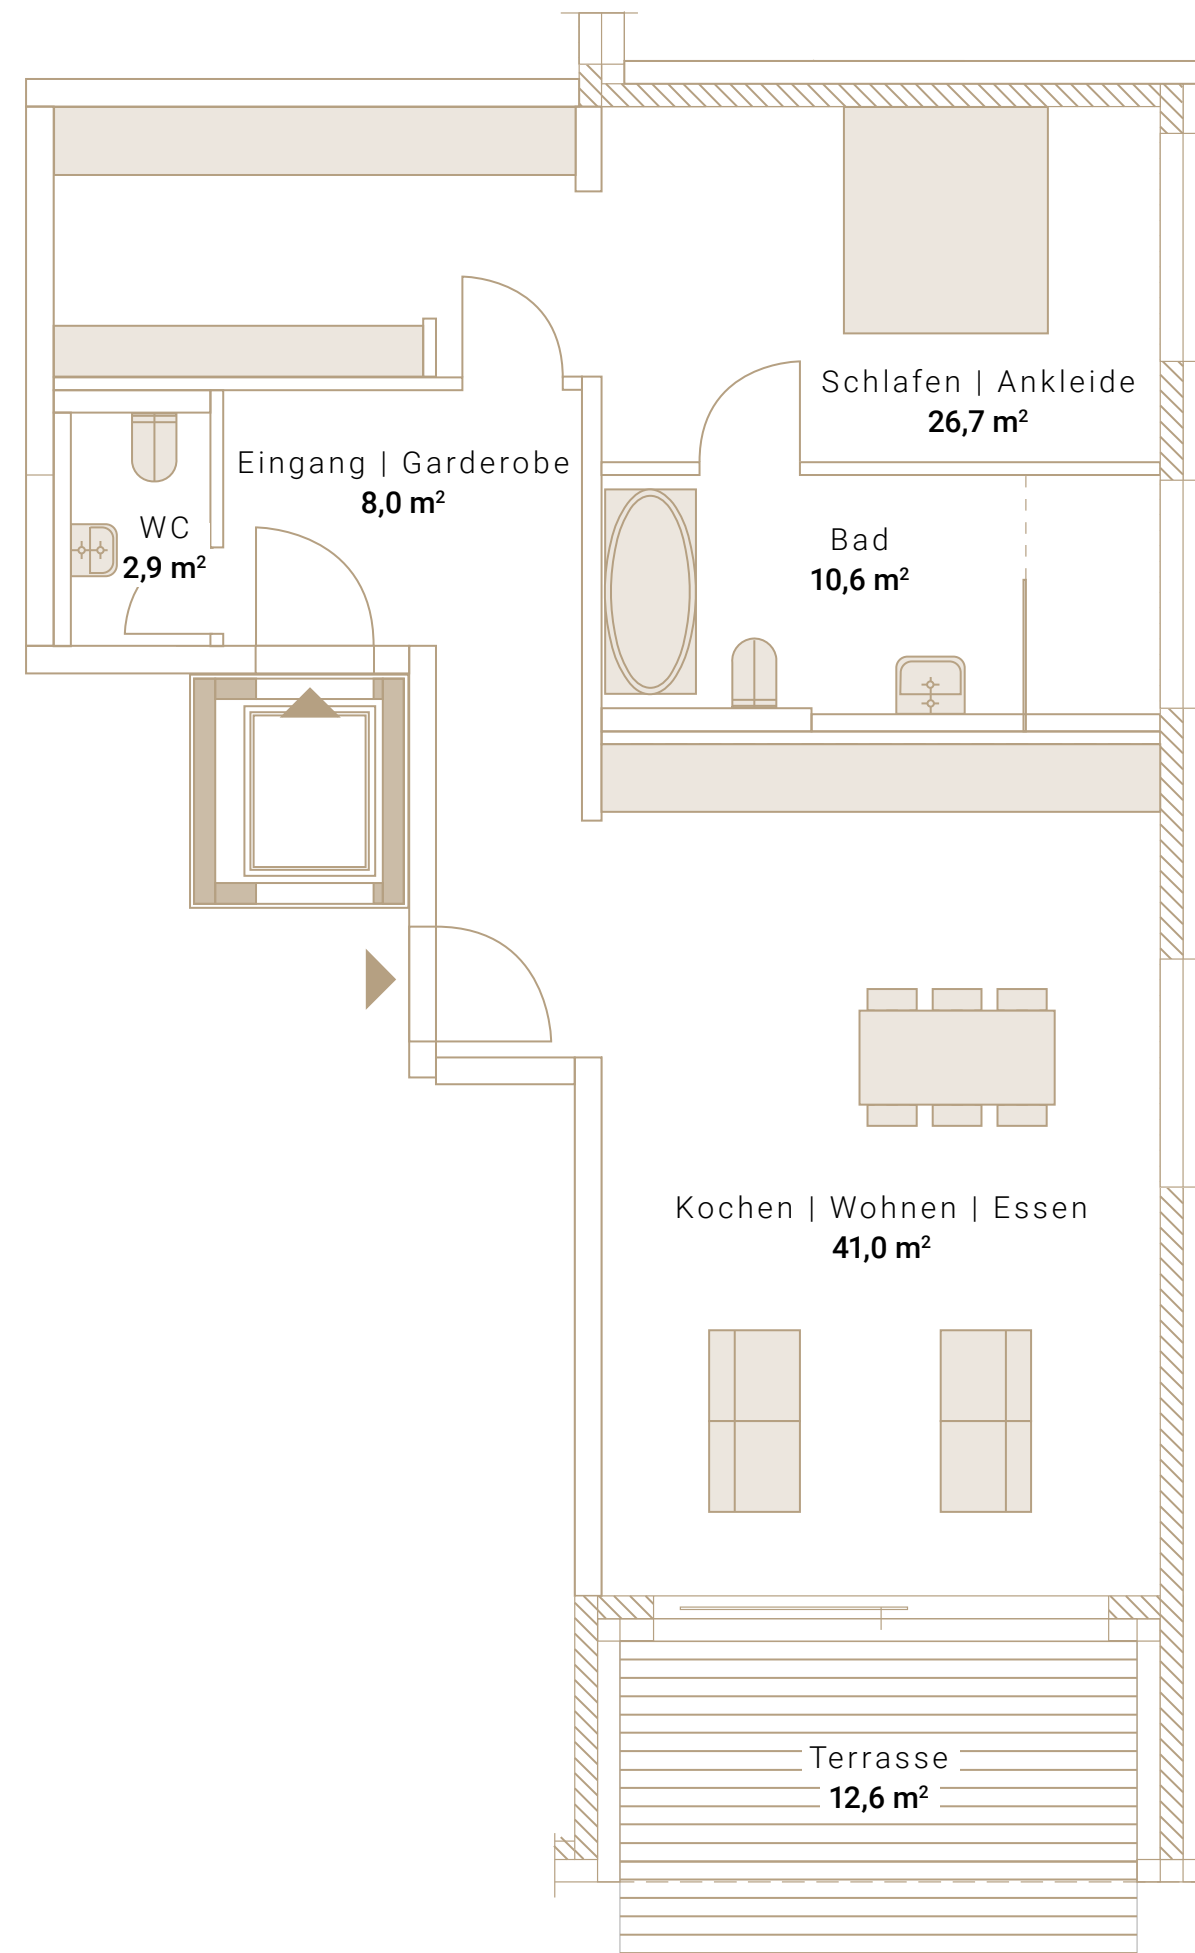 Schlafen | Ankleide
26,7 m²
Eingang | Garderobe
8,0 m²
WC
2,9 m²
Bad
10,6 m²
Kochen | Wohnen | Essen
41,0 m²
Terrasse
12,6 m²